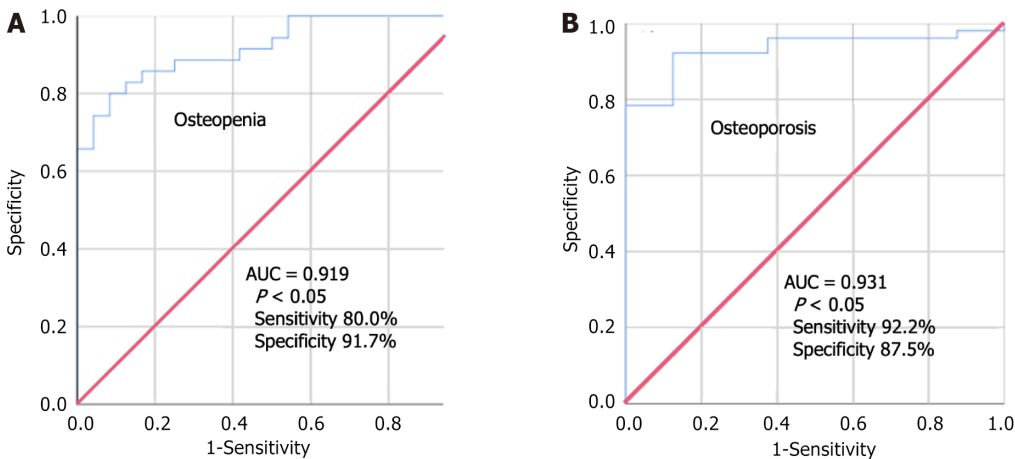 A
1.0
0.8
0.6
0.4
0.2
0.0
Specificity
Osteopenia
AUC = 0.919
P < 0.05
Sensitivity 80.0%
Specificity 91.7%
0.0 0.2 0.4 0.6 0.8
1-Sensitivity
B
1.0
0.8
0.6
0.4
0.2
0.0
Specificity
Osteoporosis
AUC = 0.931
P < 0.05
Sensitivity 92.2%
Specificity 87.5%
0.0 0.2 0.4 0.6 0.8 1.0
1-Sensitivity